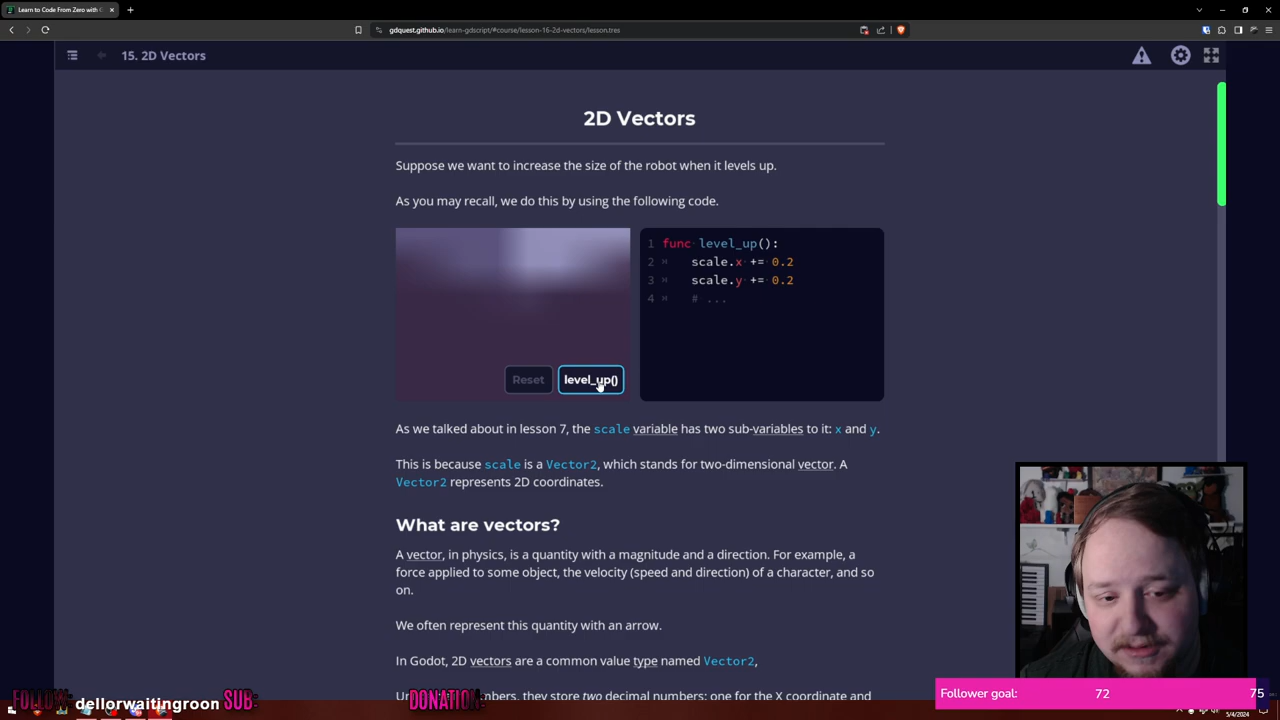 Learn to Code From Zero with
gdquest.github.io/learn-gdscript/#course/lesson-16-2d-vectors/lesson.tres
15. 2D Vectors
2D Vectors
Suppose we want to increase the size of the robot when it levels up.
As you may recall, we do this by using the following code.
Reset
level_up()
1 func level_up():
2 scale.x += 0.2
3 scale.y += 0.2
4 # ...
As we talked about in lesson 7, the scale variable has two sub-variables to it: x and y.
This is because scale is a Vector2, which stands for two-dimensional vector. A
Vector2 represents 2D coordinates.
What are vectors?
A vector, in physics, is a quantity with a magnitude and a direction. For example, a
force applied to some object, the velocity (speed and direction) of a character, and so
on.
We often represent this quantity with an arrow.
In Godot, 2D vectors are a common value type named Vector2,
they store two decimal numbers: one for the X coordinate and
FOLLOW: dellorwaitingroon SUB: DONATION:
Follower goal: 72 75
5/4/2024